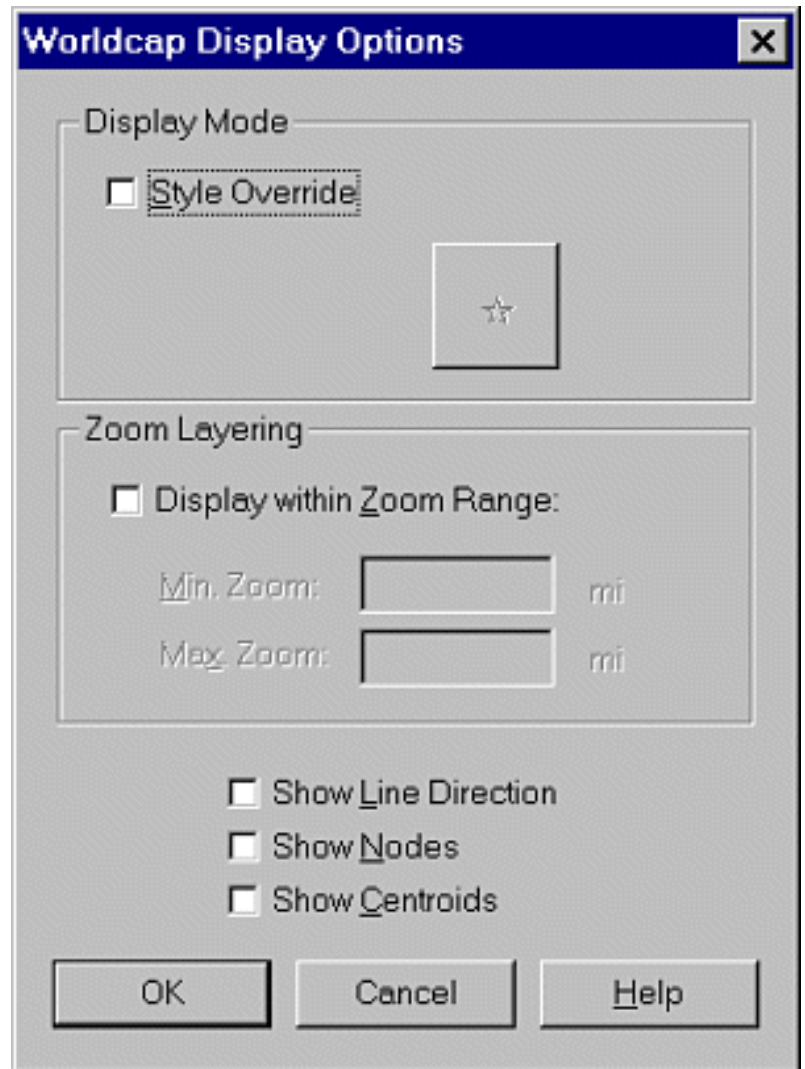 Worldcap Display Options
Display Mode
Style Override
Zoom Layering
Display within Zoom Range:
Min. Zoom: mi
Max. Zoom: mi
Show Line Direction
Show Nodes
Show Centroids
OK Cancel Help